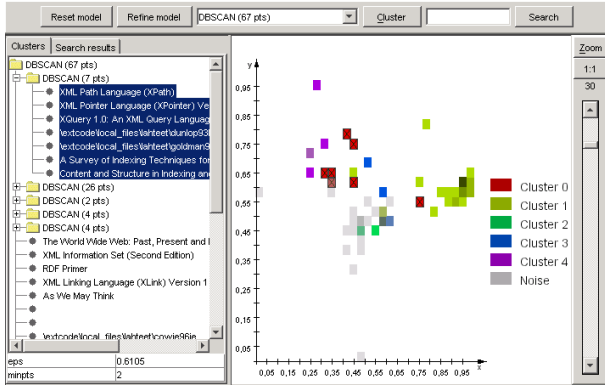 Reset model Refine model DBSCAN (67 pts) Cluster Search
Clusters Search results
DBSCAN (67 pts)
DBSCAN (7 pts)
XML Path Language (XPath)
XML Pointer Language (XPointer) Ve
XQuery 1.0: An XML Query Languag
\extcode\local_files\lahteet\dunlop93l
\extcode\local_files\lahteet\goldman9
A Survey of Indexing Techniques for
Content and Structure in Indexing and
DBSCAN (26 pts)
DBSCAN (2 pts)
DBSCAN (4 pts)
DBSCAN (4 pts)
The World Wide Web: Past, Present and
XML Information Set (Second Edition)
RDF Primer
XML Linking Language (XLink) Version 1
As We May Think
\extcode\local_files\lahteet\cowie96ie
eps 0.6105
minpts 2
y
0,95
0,85
0,75
0,65
0,55
0,45
0,35
0,25
0,15
0,05
0,05 0,15 0,25 0,35 0,45 0,55 0,65 0,75 0,85 0,95
x
Cluster 0
Cluster 1
Cluster 2
Cluster 3
Cluster 4
Noise
Zoom
1:1
30